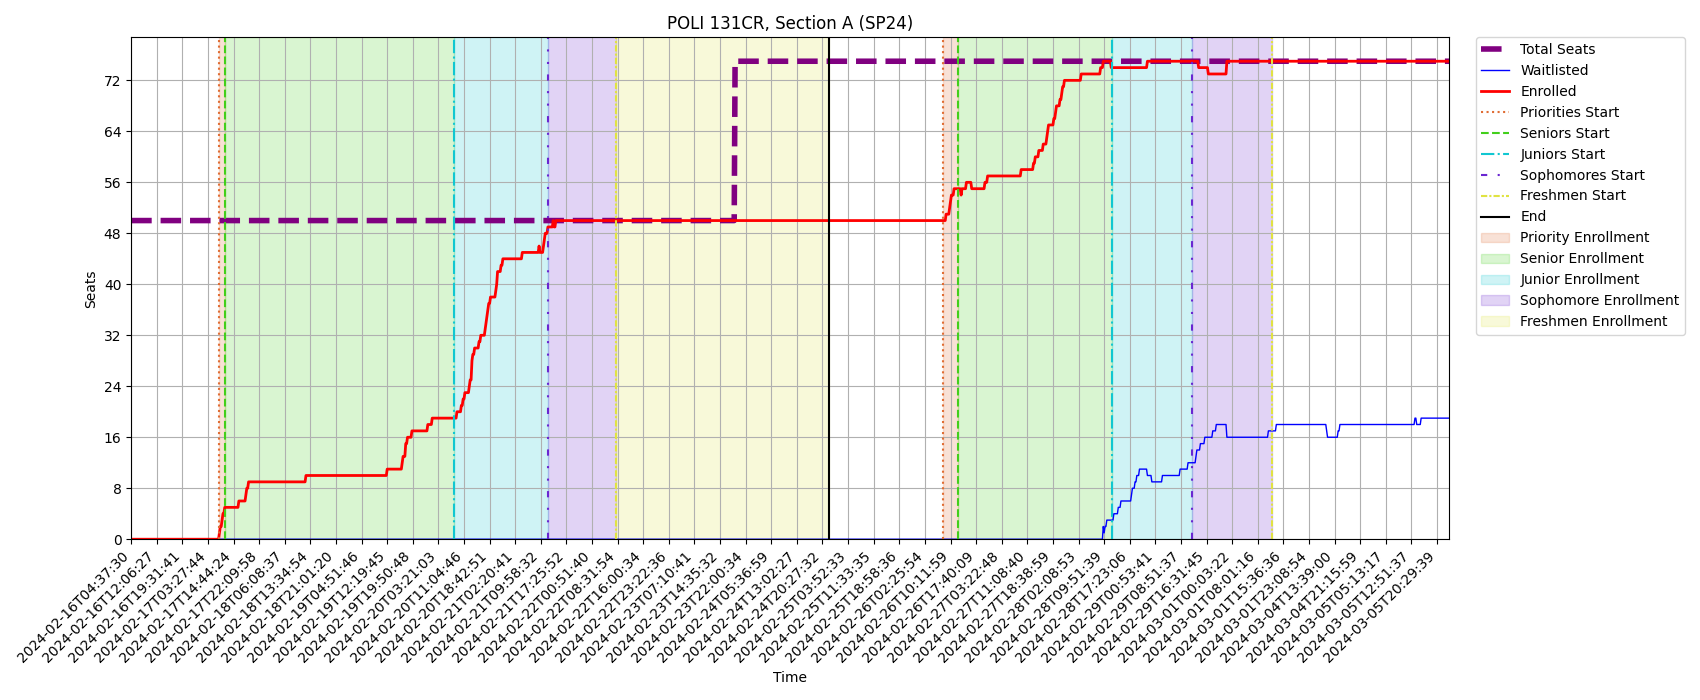 POLI 131CR, Section A (SP24)
Seats
72
64
56
48
40
32
24
16
8
0
2024-02-16T04:37:30
2024-02-16T12:06:27
2024-02-16T19:31:41
2024-02-17T03:27:44
2024-02-17T14:44:24
2024-02-17T22:09:58
2024-02-18T06:08:37
2024-02-18T13:34:54
2024-02-18T21:01:20
2024-02-19T04:51:46
2024-02-19T12:19:45
2024-02-19T19:50:48
2024-02-20T03:21:03
2024-02-20T11:04:46
2024-02-20T18:42:51
2024-02-21T02:20:41
2024-02-21T09:58:32
2024-02-21T17:25:52
2024-02-22T00:51:40
2024-02-22T08:31:54
2024-02-22T16:00:34
2024-02-22T23:22:36
2024-02-23T07:10:41
2024-02-23T14:35:32
2024-02-23T22:00:34
2024-02-24T05:36:59
2024-02-24T13:02:27
2024-02-24T20:27:32
2024-02-25T03:52:33
2024-02-25T11:33:35
2024-02-25T18:58:36
2024-02-26T02:25:54
2024-02-26T10:11:59
2024-02-26T17:40:09
2024-02-27T03:22:48
2024-02-27T11:08:40
2024-02-27T18:38:59
2024-02-28T02:08:53
2024-02-28T09:51:39
2024-02-28T17:23:06
2024-02-29T00:53:41
2024-02-29T08:51:37
2024-02-29T16:31:45
2024-03-01T00:03:22
2024-03-01T08:01:16
2024-03-01T15:36:36
2024-03-01T23:08:54
2024-03-04T13:39:00
2024-03-04T21:15:59
2024-03-05T05:13:17
2024-03-05T12:51:37
2024-03-05T20:29:39
Time
Total Seats
Waitlisted
Enrolled
Priorities Start
Seniors Start
Juniors Start
Sophomores Start
Freshmen Start
End
Priority Enrollment
Senior Enrollment
Junior Enrollment
Sophomore Enrollment
Freshmen Enrollment